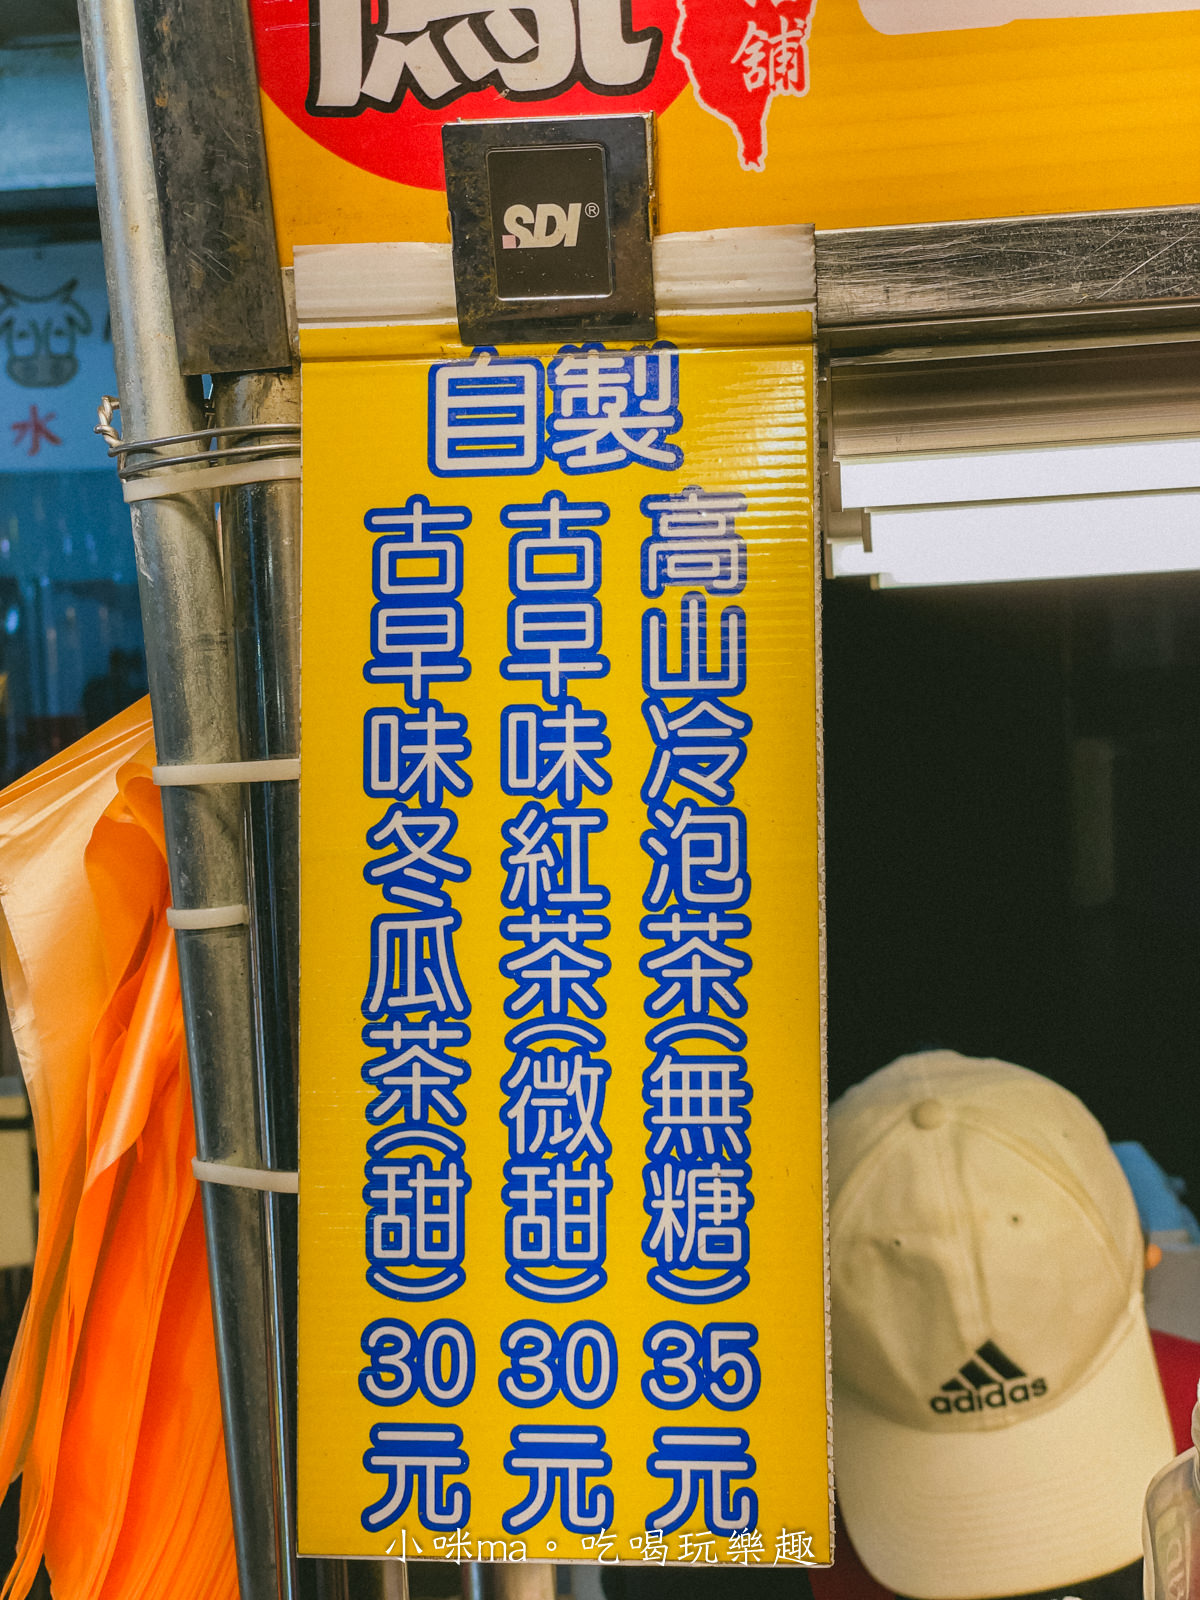 舖
SDI®
水
自製
高山冷泡茶(無糖)35元
古早味紅茶(微甜)30元
古早味冬瓜茶(甜)30元
adidas
小咪ma。吃喝玩樂趣